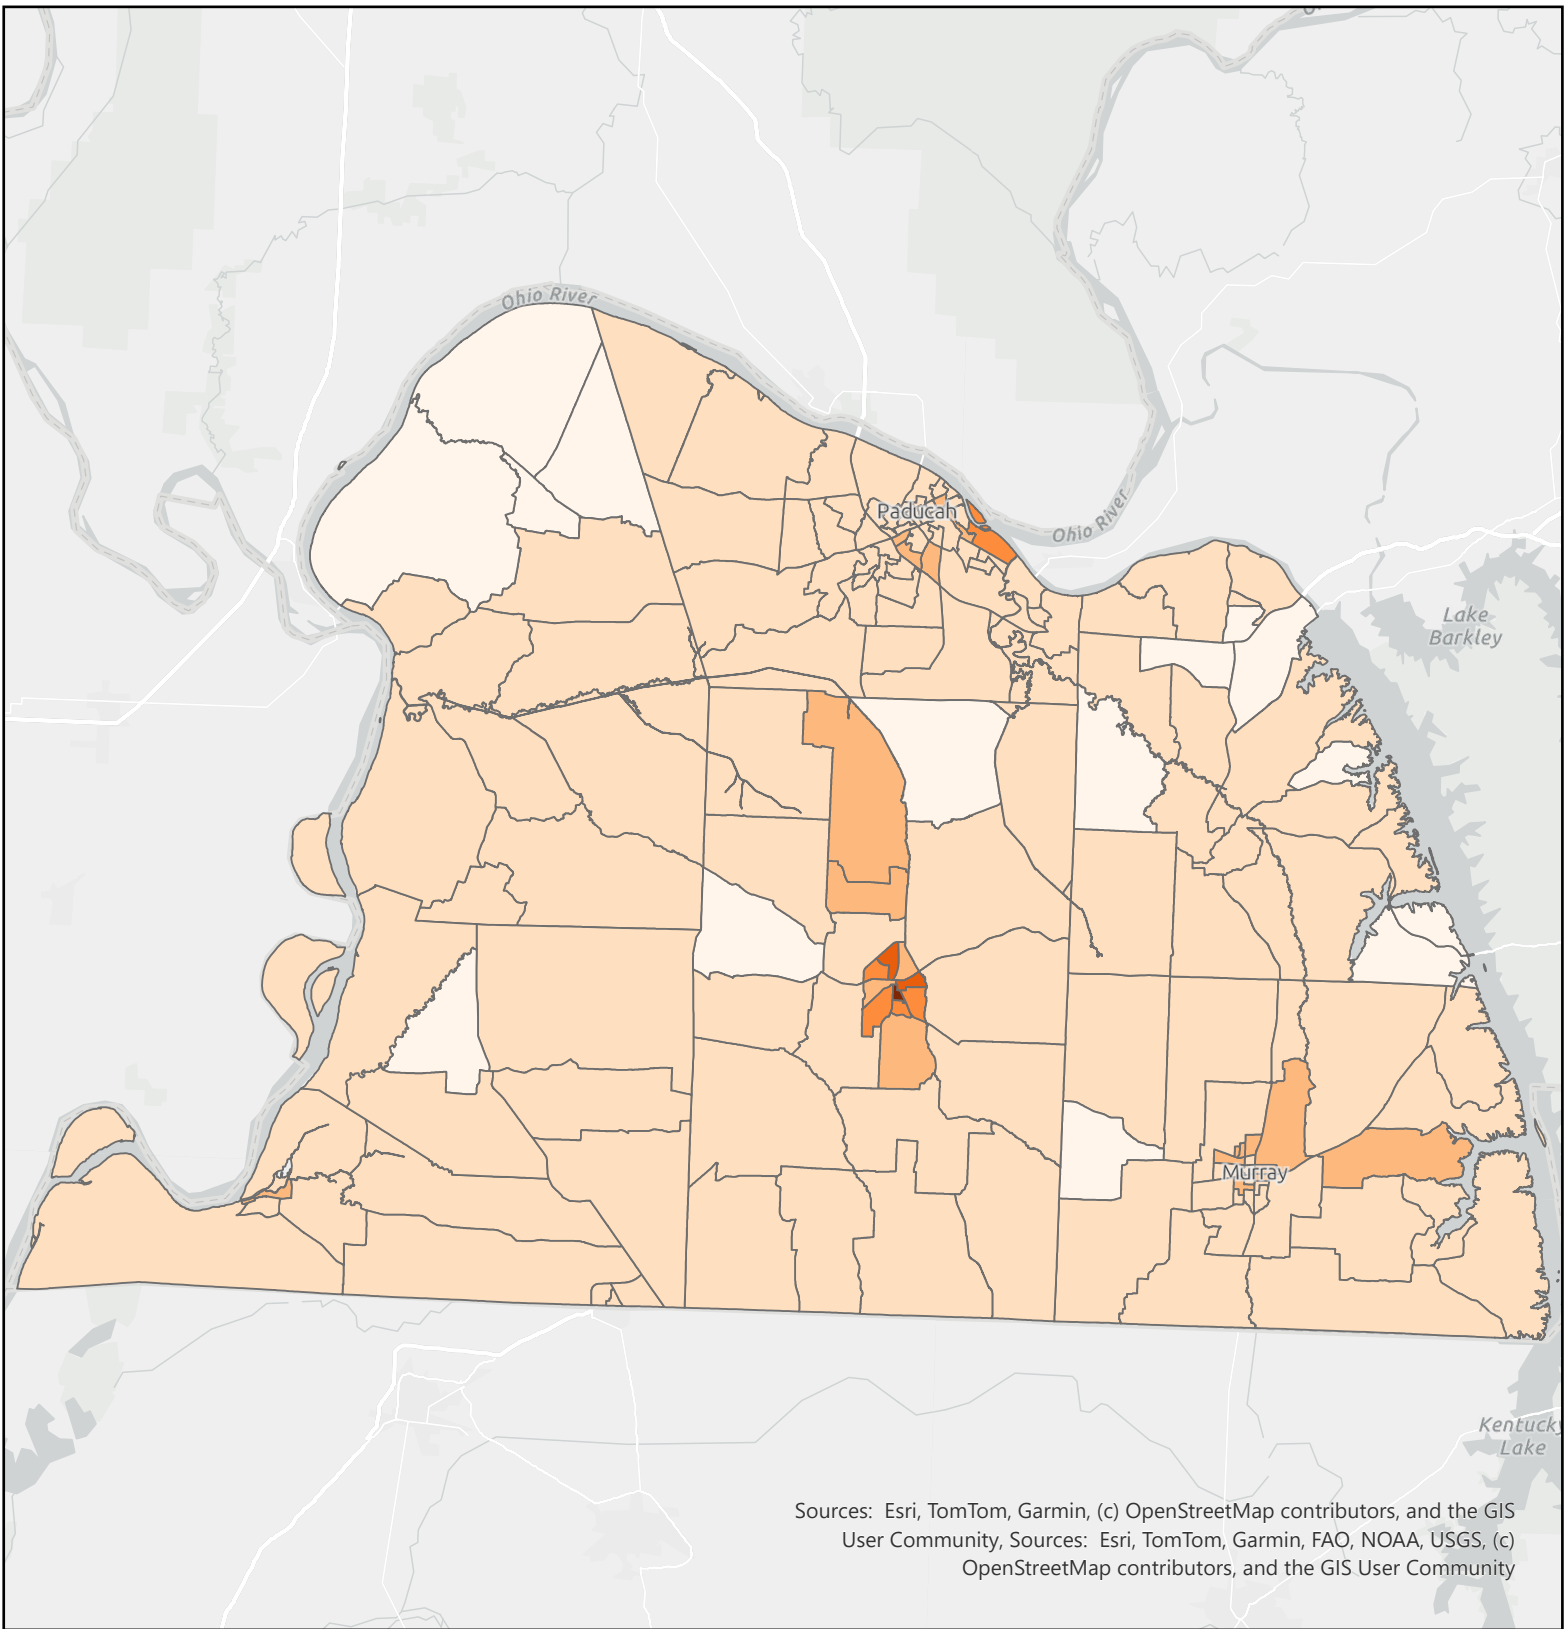 Ohio River
Paducah
Ohio River
Lake
Barkley
Murray
Kentucky
Lake
Sources: Esri, TomTom, Garmin, (c) OpenStreetMap contributors, and the GIS
User Community, Sources: Esri, TomTom, Garmin, FAO, NOAA, USGS, (c)
OpenStreetMap contributors, and the GIS User Community